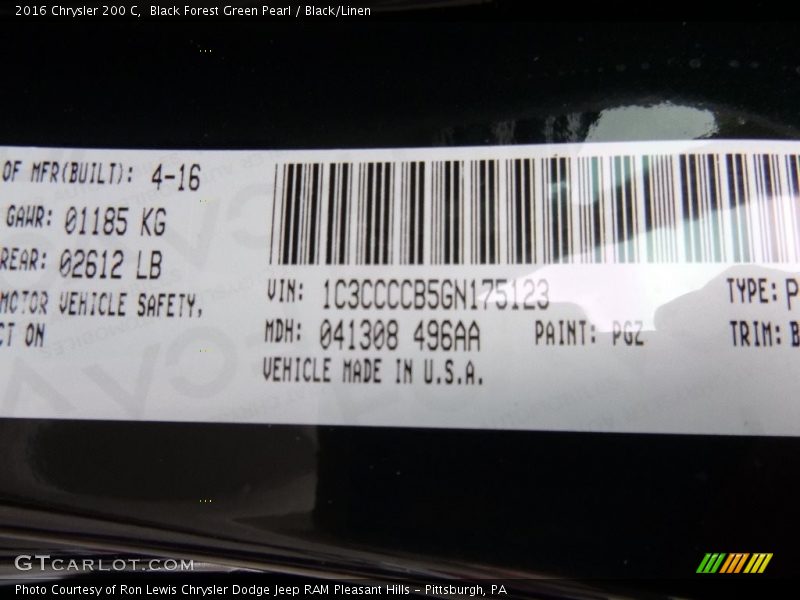 2016 Chrysler 200 C,  Black Forest Green Pearl / Black/Linen
OF MFR(BUILT): 4-16
GAWR: 01185 KG
REAR: 02612 LB
MOTOR VEHICLE SAFETY,
CT ON
VIN: 1C3CCCCB5GN175123
TYPE: P
MDH: 041308 496AA
PAINT: PGZ
TRIM: B
VEHICLE MADE IN U.S.A.
GTCARLOT.COM
Photo Courtesy of Ron Lewis Chrysler Dodge Jeep RAM Pleasant Hills – Pittsburgh, PA